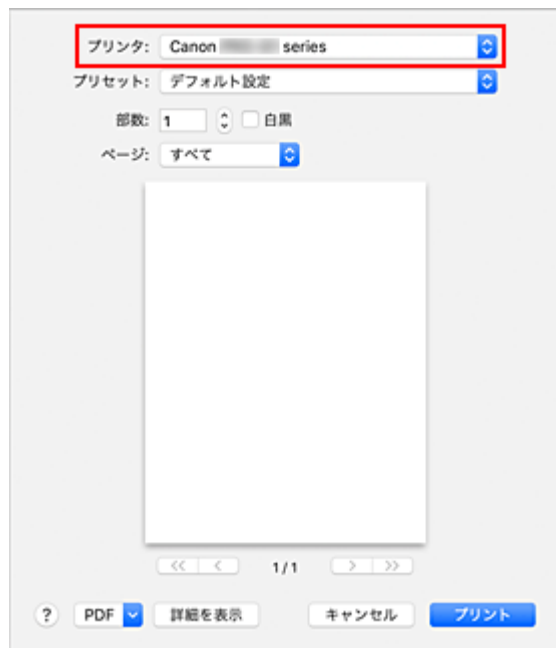 プリンタ: Canon series
プリセット: デフォルト設定
部数: 1 白黒
ページ: すべて
<< < 1/1 > >>
? PDF 詳細を表示 キャンセル プリント